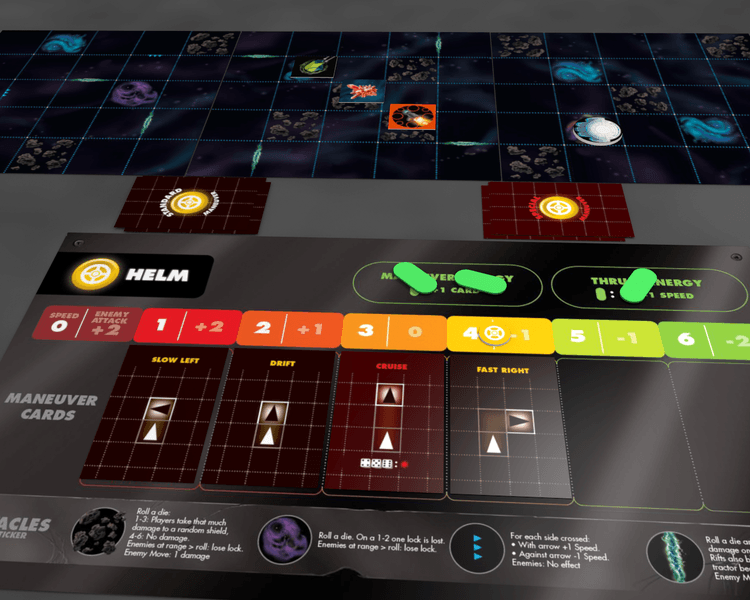 STANDARD
HELM
: +1 CARD
THRUST ENERGY
: +1 SPEED
SPEED
0
ENEMY
ATTACK
+2
1 +2
2 +1
3 0
4 -1
5 -1
6 -2
MANEUVER
CARDS
SLOW LEFT
DRIFT
CRUISE
:
FAST RIGHT
ACLES
TICKER
Roll a die:
1-3: Players take that much
damage to a random shield,
4-6: No damage.
Enemies at range > roll: lose lock.
Enemy Move: 1 damage
Roll a die. On a 1-2 one lock is lost.
Enemies at range > roll: lose lock.
For each side crossed:
• With arrow +1 Speed.
• Against arrow -1 Speed.
Enemies: No effect
Roll a die a
damage on
Rifts also b
tractor bea
Enemy M